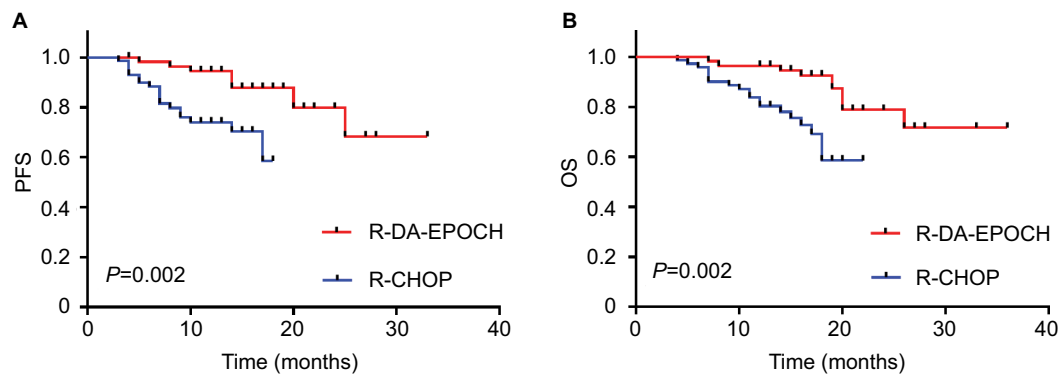 A
PFS
1.0
0.8
0.6
0.4
0.2
0
R-DA-EPOCH
R-CHOP
P=0.002
0 10 20 30 40
Time (months)
B
OS
1.0
0.8
0.6
0.4
0.2
0
R-DA-EPOCH
R-CHOP
P=0.002
0 10 20 30 40
Time (months)